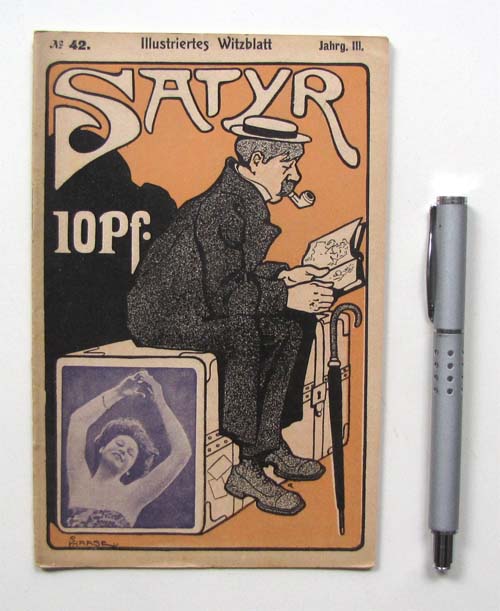 № 42. Illustriertes Witzblatt Jahrg. III.
SATYR
10Pf.